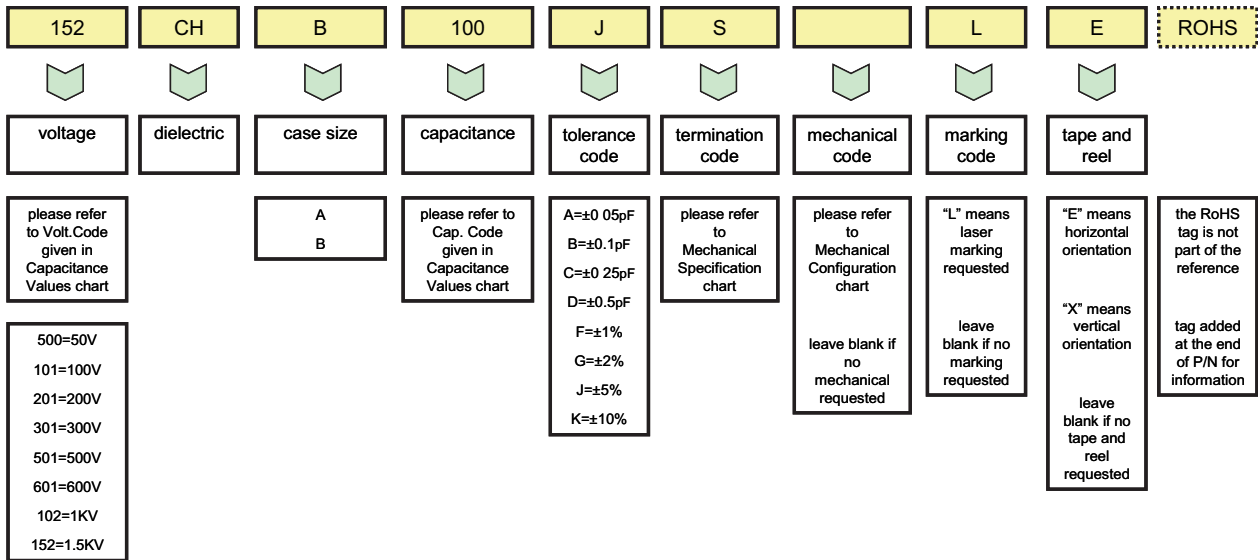 152
CH
B
100
J
S
L
E
ROHS
voltage
dielectric
case size
capacitance
tolerance
code
termination
code
mechanical
code
marking
code
tape and
reel
please refer
to Volt.Code
given in
Capacitance
Values chart
500=50V
101=100V
201=200V
301=300V
501=500V
601=600V
102=1KV
152=1.5KV
A
B
please refer to
Cap. Code
given in
Capacitance
Values chart
A=±0 05pF
B=±0.1pF
C=±0 25pF
D=±0.5pF
F=±1%
G=±2%
J=±5%
K=±10%
please refer
to
Mechanical
Specification
chart
please refer
to
Mechanical
Configuration
chart
leave blank if
no
mechanical
requested
“L” means
laser
marking
requested
leave
blank if no
marking
requested
“E” means
horizontal
orientation
“X” means
vertical
orientation
leave
blank if no
tape and
reel
requested
the RoHS
tag is not
part of the
reference
tag added
at the end
of P/N for
information